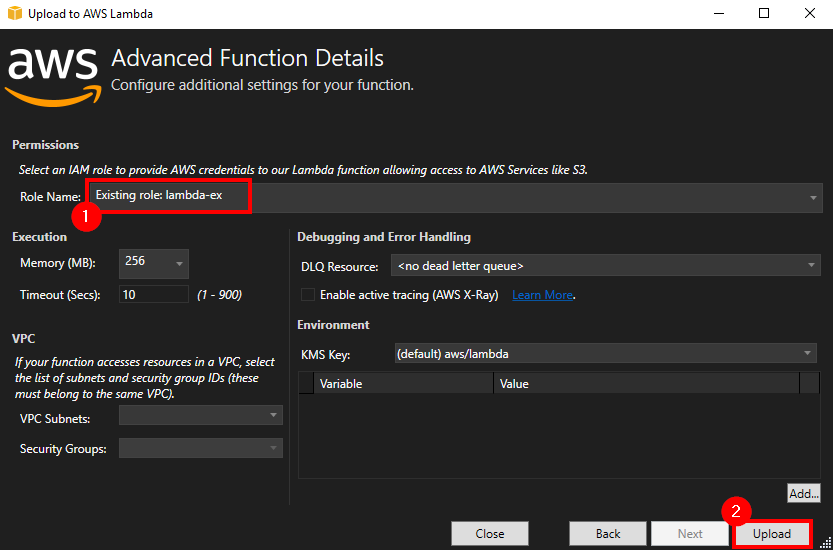 Upload to AWS Lambda
aws
Advanced Function Details
Configure additional settings for your function.
Permissions
Select an IAM role to provide AWS credentials to our Lambda function allowing access to AWS Services like S3.
Role Name: Existing role: lambda-ex
1
Execution
Memory (MB): 256
Timeout (Secs): 10 (1 - 900)
VPC
If your function accesses resources in a VPC, select
the list of subnets and security group IDs (these
must belong to the same VPC).
VPC Subnets:
Security Groups:
Debugging and Error Handling
DLQ Resource: <no dead letter queue>
Enable active tracing (AWS X-Ray) Learn More.
Environment
KMS Key: (default) aws/lambda
Variable Value
Add...
2
Close Back Next Upload